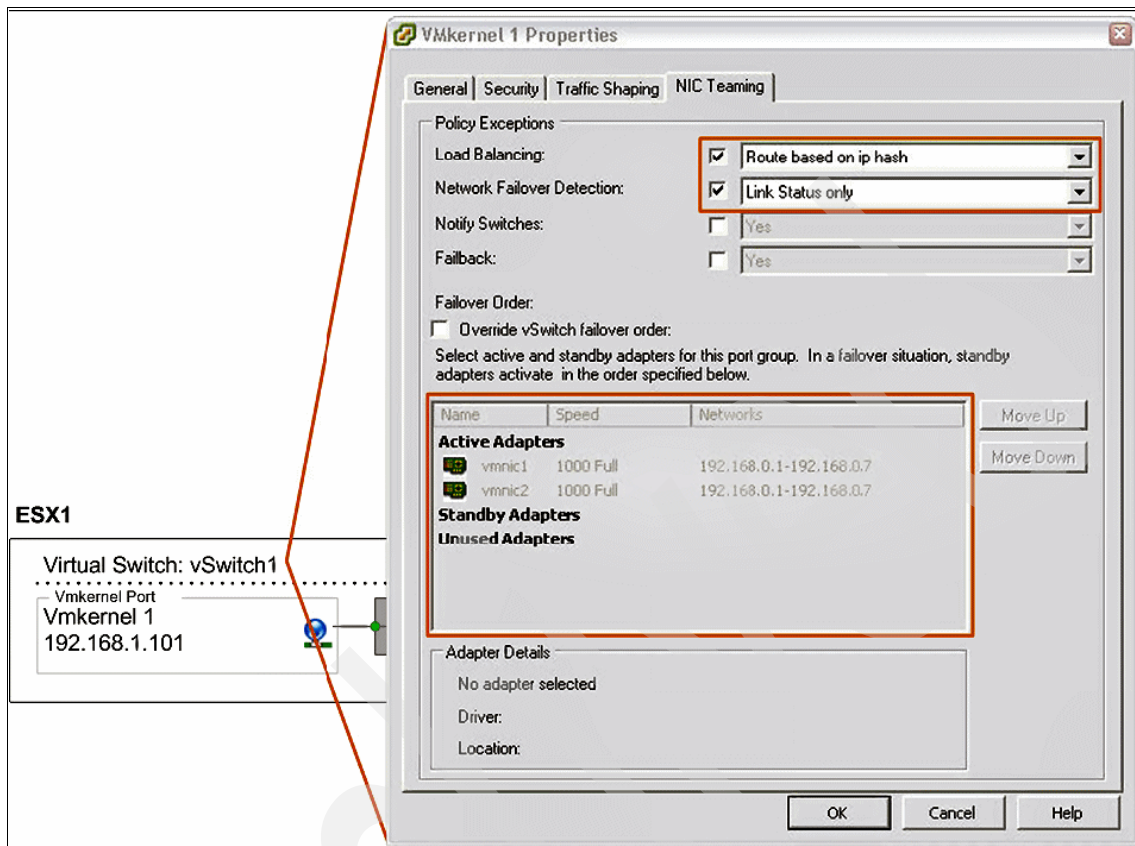 VMkernel 1 Properties
General Security Traffic Shaping NIC Teaming
Policy Exceptions
Load Balancing: Route based on ip hash
Network Failover Detection: Link Status only
Notify Switches: Yes
Failback: Yes
Failover Order:
Override vSwitch failover order:
Select active and standby adapters for this port group. In a failover situation, standby
adapters activate in the order specified below.
Name Speed Networks
Move Up
Active Adapters
Move Down
vmnic1 1000 Full 192.168.0.1-192.168.0.7
vmnic2 1000 Full 192.168.0.1-192.168.0.7
Standby Adapters
Unused Adapters
Adapter Details
No adapter selected
Driver:
Location:
OK Cancel Help
ESX1
Virtual Switch: vSwitch1
Vmkernel Port
Vmkernel 1
192.168.1.101